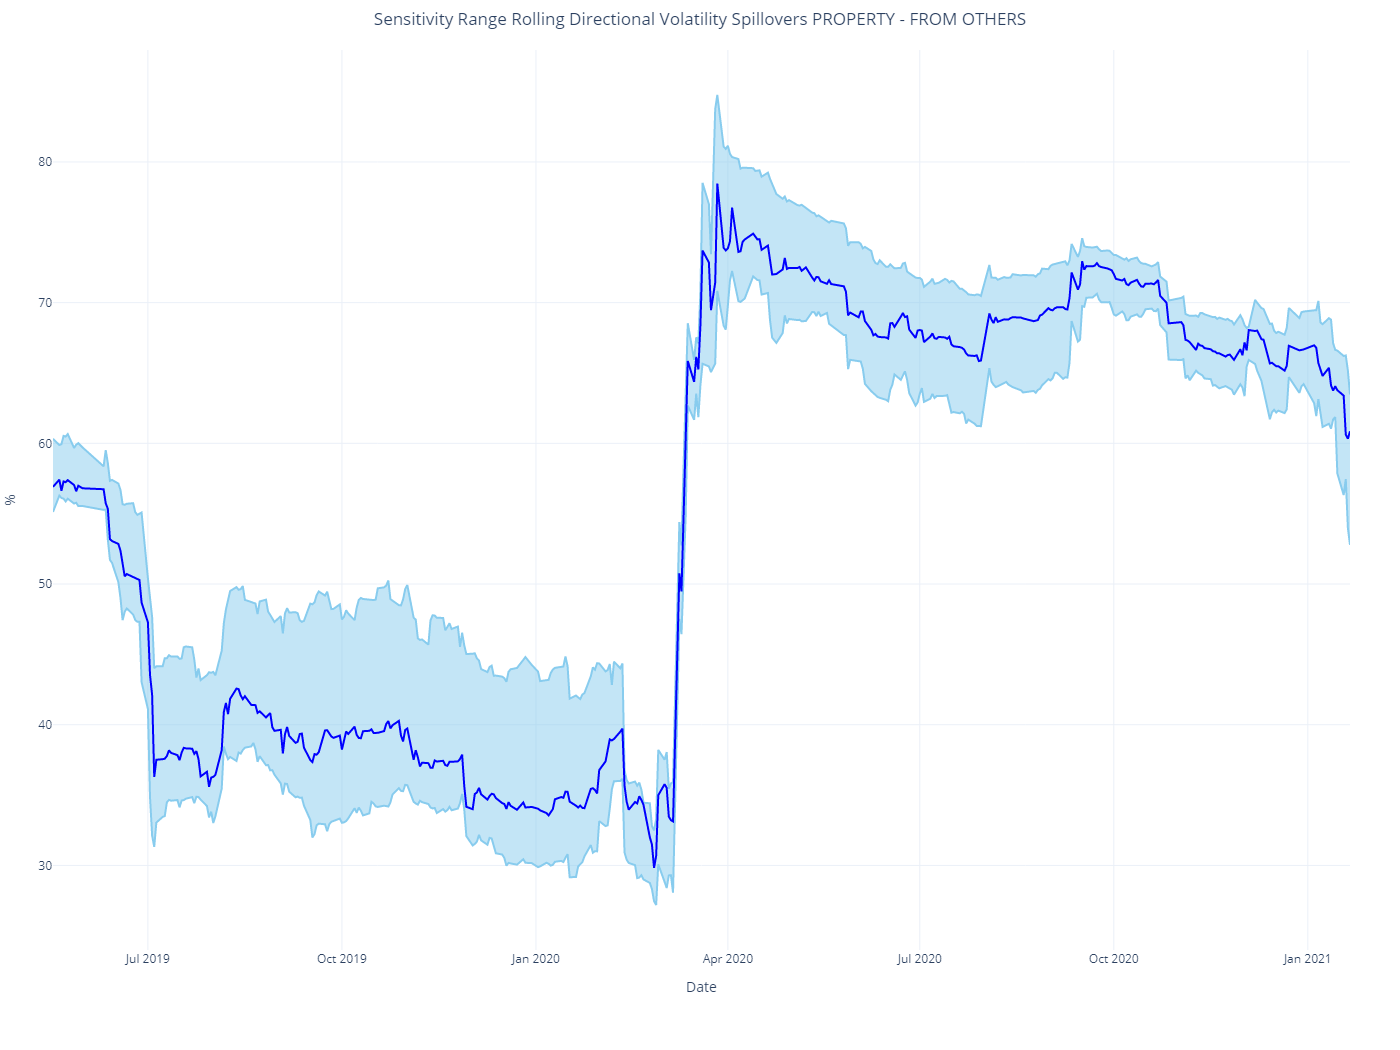 Sensitivity Range Rolling Directional Volatility Spillovers PROPERTY - FROM OTHERS
80
70
60
50
40
30
%
Jul 2019
Oct 2019
Jan 2020
Apr 2020
Jul 2020
Oct 2020
Jan 2021
Date